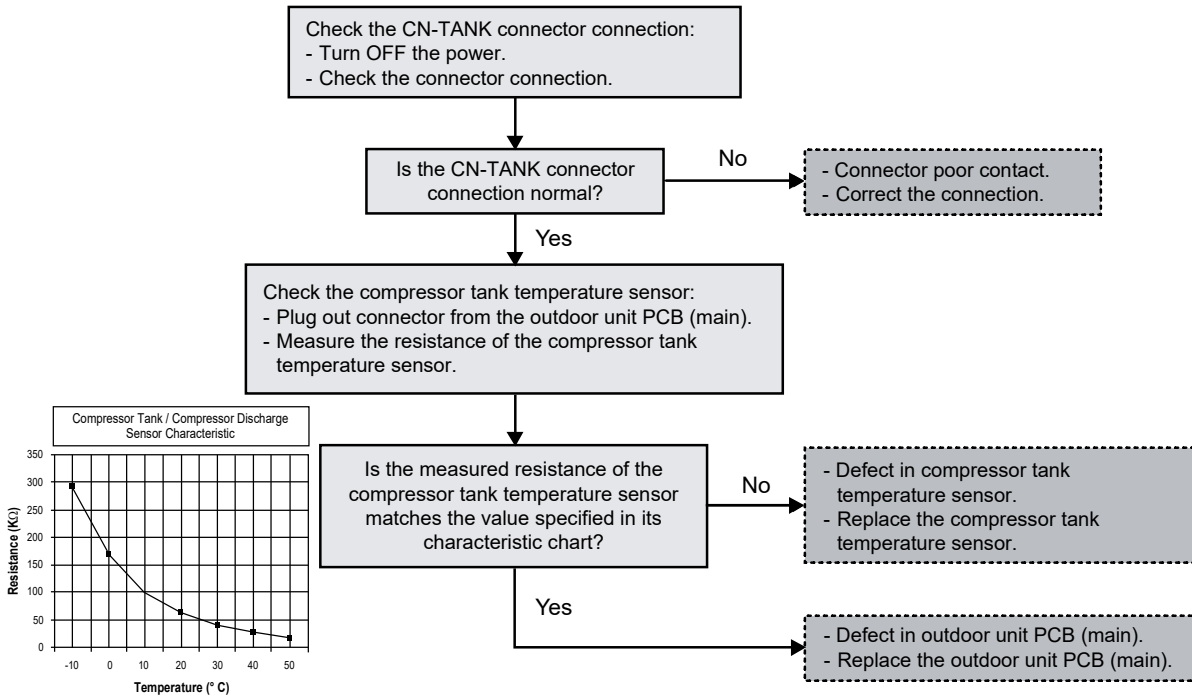 Check the CN-TANK connector connection:
- Turn OFF the power.
- Check the connector connection.
Is the CN-TANK connector
connection normal?
No
- Connector poor contact.
- Correct the connection.
Yes
Check the compressor tank temperature sensor:
- Plug out connector from the outdoor unit PCB (main).
- Measure the resistance of the compressor tank
temperature sensor.
Compressor Tank / Compressor Discharge
Sensor Characteristic
Resistance (KΩ)
350
300
250
200
150
100
50
0
-10 0 10 20 30 40 50
Temperature (° C)
Is the measured resistance of the
compressor tank temperature sensor
matches the value specified in its
characteristic chart?
No
- Defect in compressor tank
temperature sensor.
- Replace the compressor tank
temperature sensor.
Yes
- Defect in outdoor unit PCB (main).
- Replace the outdoor unit PCB (main).